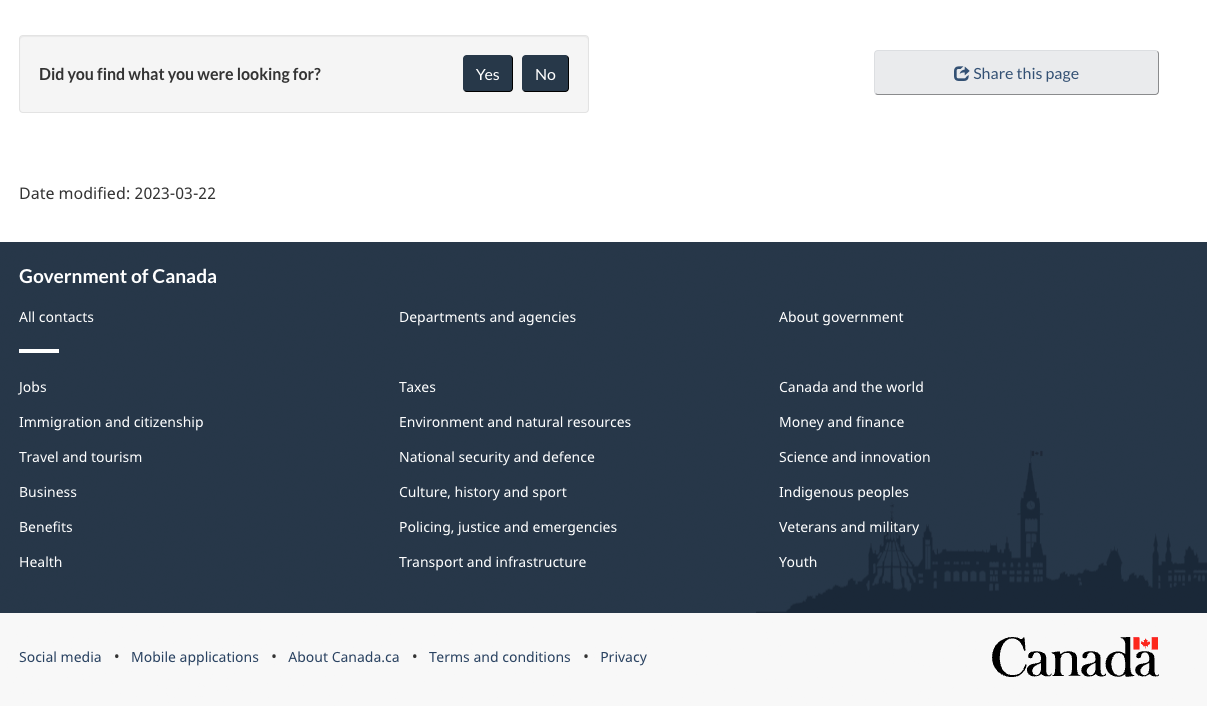 Did you find what you were looking for? Yes No
Share this page
Date modified: 2023-03-22
Government of Canada
All contacts
Departments and agencies
About government
Jobs
Taxes
Canada and the world
Immigration and citizenship
Environment and natural resources
Money and finance
Travel and tourism
National security and defence
Science and innovation
Business
Culture, history and sport
Indigenous peoples
Benefits
Policing, justice and emergencies
Veterans and military
Health
Transport and infrastructure
Youth
Social media • Mobile applications • About Canada.ca • Terms and conditions • Privacy
Canada